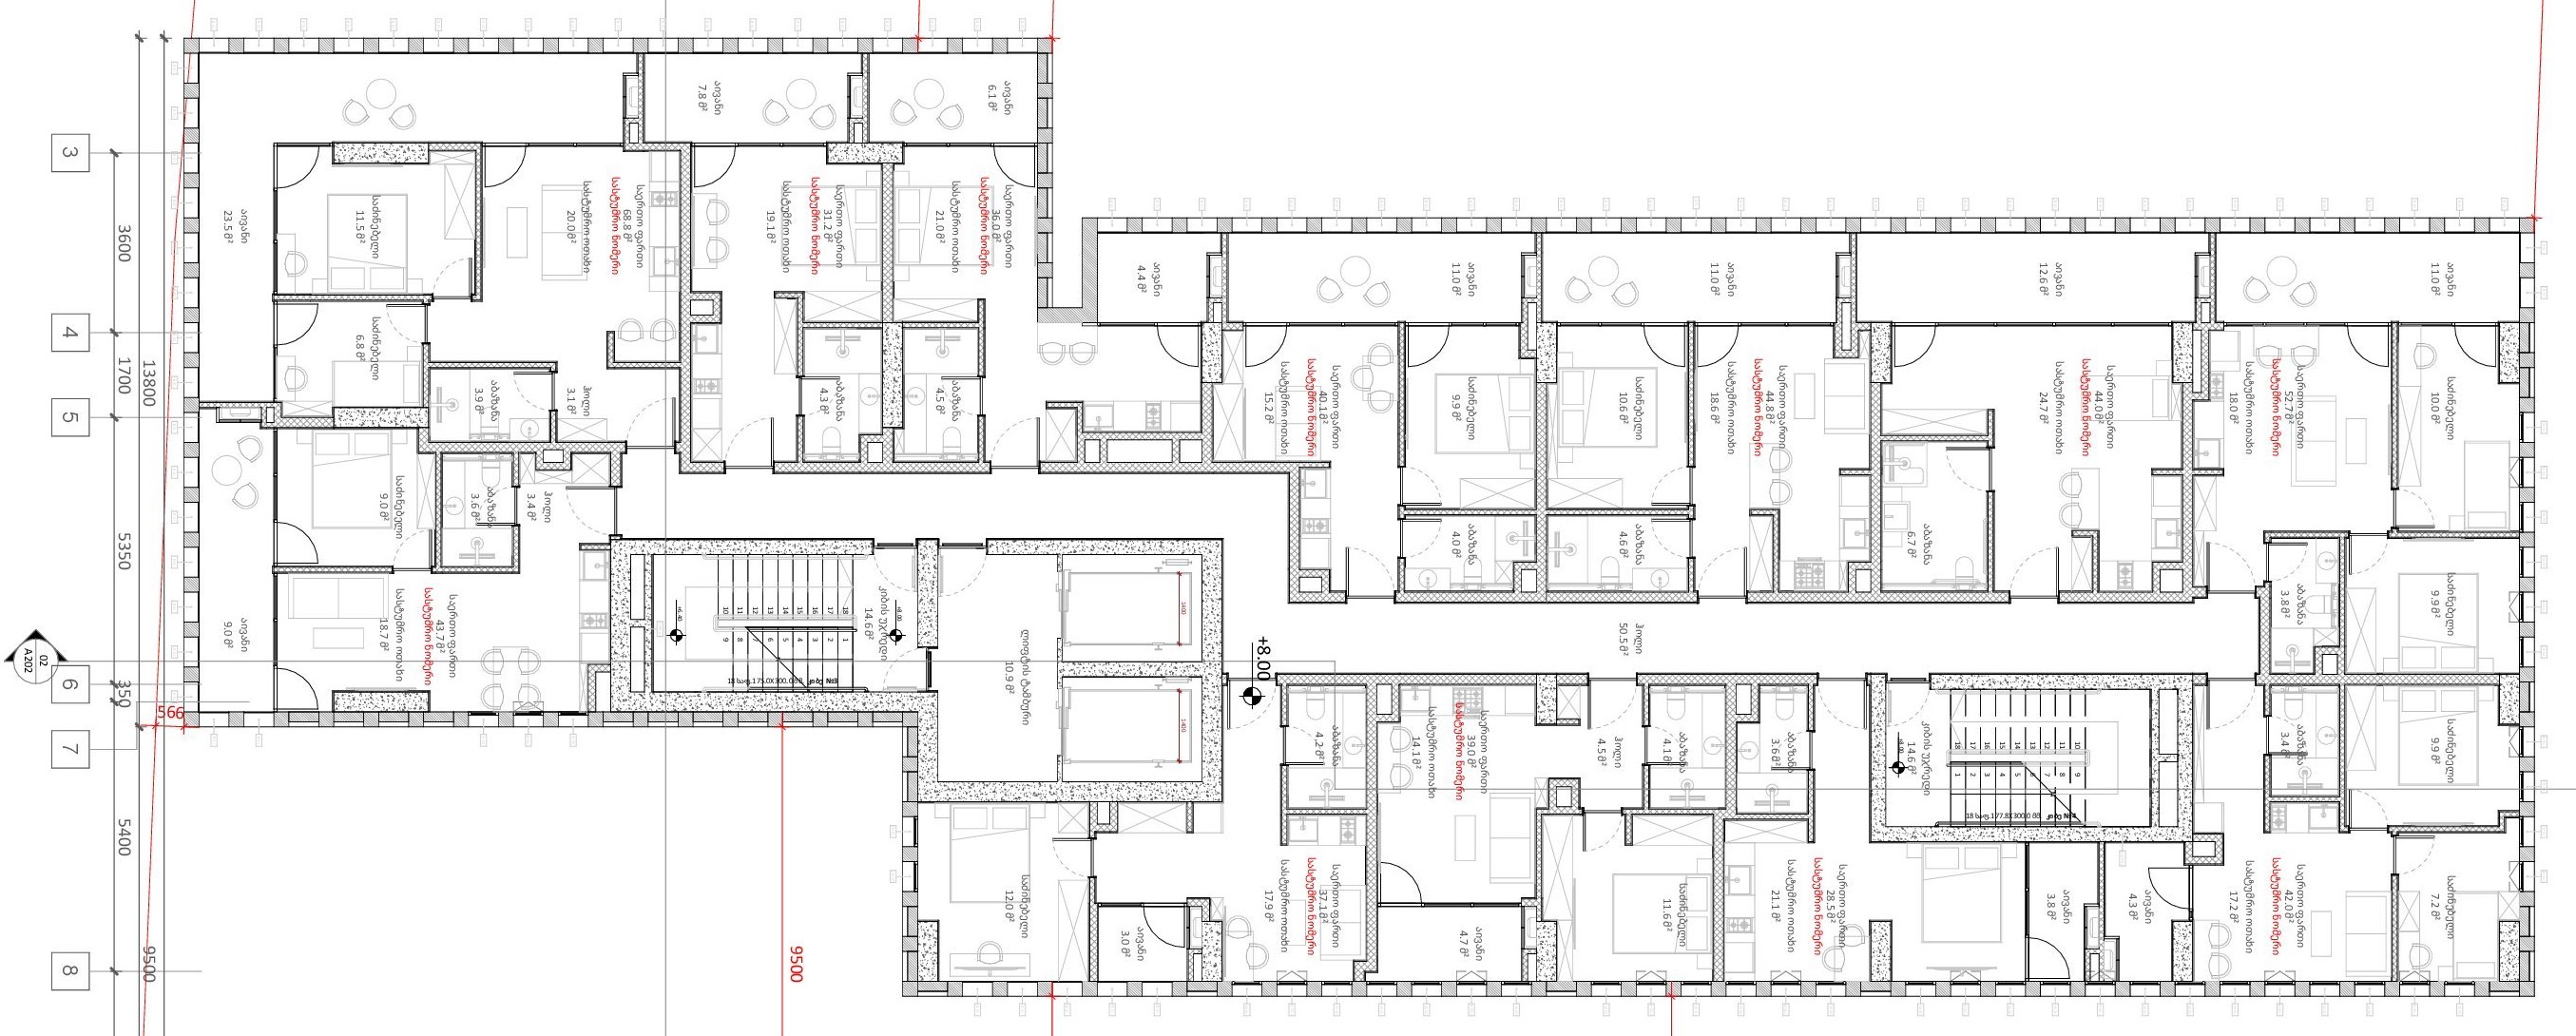 3
4
5
6
7
8
3600
1700
13800
5350
350
5400
9500
566
9500
02
A202
აივანი
23.5 მ²
აივანი
7.8 მ²
აივანი
6.1 მ²
საძინებელი
11.5 მ²
საერთო ფართი
68.8 მ²
სასტუმრო ნომერი
სასტუმრო ოთახი
20.0 მ²
საერთო ფართი
31.2 მ²
სასტუმრო ნომერი
სასტუმრო ოთახი
19.1 მ²
საერთო ფართი
36.0 მ²
სასტუმრო ნომერი
სასტუმრო ოთახი
21.0 მ²
საძინებელი
6.8 მ²
აბაზანა
3.9 მ²
ჰოლი
3.1 მ²
აბაზანა
4.3 მ²
აბაზანა
4.5 მ²
საძინებელი
9.0 მ²
აბაზანა
3.6 მ²
ჰოლი
3.4 მ²
აივანი
9.0 მ²
საერთო ფართი
43.7 მ²
სასტუმრო ნომერი
სასტუმრო ოთახი
18.7 მ²
კიბის უჯრედი
14.6 მ²
ლიფტის ტამბური
10.9 მ²
1400
1400
+8.00
ჰოლი
50.5 მ²
აივანი
4.4 მ²
აივანი
11.0 მ²
აივანი
11.0 მ²
აივანი
12.6 მ²
აივანი
11.0 მ²
საერთო ფართი
40.1 მ²
სასტუმრო ნომერი
სასტუმრო ოთახი
15.2 მ²
საძინებელი
9.9 მ²
საძინებელი
10.6 მ²
საერთო ფართი
44.8 მ²
სასტუმრო ნომერი
სასტუმრო ოთახი
18.6 მ²
საერთო ფართი
44.0 მ²
სასტუმრო ნომერი
სასტუმრო ოთახი
24.7 მ²
საერთო ფართი
52.7 მ²
სასტუმრო ნომერი
სასტუმრო ოთახი
18.0 მ²
საძინებელი
10.0 მ²
აბაზანა
4.0 მ²
აბაზანა
4.6 მ²
აბაზანა
6.7 მ²
აბაზანა
3.8 მ²
საძინებელი
9.9 მ²
აბაზანა
4.2 მ²
საერთო ფართი
39.0 მ²
სასტუმრო ნომერი
სასტუმრო ოთახი
14.1 მ²
ჰოლი
4.5 მ²
აბაზანა
4.1 მ²
აბაზანა
3.6 მ²
კიბის უჯრედი
14.6 მ²
აბაზანა
3.4 მ²
საძინებელი
9.9 მ²
საძინებელი
12.0 მ²
აივანი
3.0 მ²
საერთო ფართი
37.1 მ²
სასტუმრო ნომერი
სასტუმრო ოთახი
17.9 მ²
აივანი
4.7 მ²
საძინებელი
11.6 მ²
საერთო ფართი
28.5 მ²
სასტუმრო ნომერი
სასტუმრო ოთახი
21.1 მ²
აივანი
3.8 მ²
აივანი
4.3 მ²
საერთო ფართი
42.0 მ²
სასტუმრო ნომერი
სასტუმრო ოთახი
17.2 მ²
საძინებელი
7.2 მ²